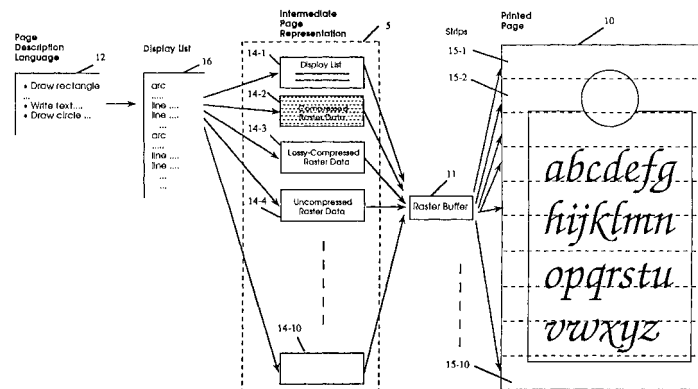 Page
Description
Language
12
• Draw rectangle
...
• Write text....
• Draw circle ...
Display List
16
arc
.....
line ....
line ....
...
arc
.....
line ....
line ....
...
...
Intermediate
Page
Representation
5
14-1
Display List
14-2
Compressed
Raster Data
14-3
Lossy-Compressed
Raster Data
14-4
Uncompressed
Raster Data
14-10
11
Raster Buffer
Strips
Printed
Page
10
15-1
15-2
abcdefg
hijklmn
opqrstu
vwxyz
15-10